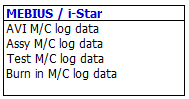 MEBIUS / i-Star
AVI M/C log data
Assy M/C log data
Test M/C log data
Burn in M/C log data